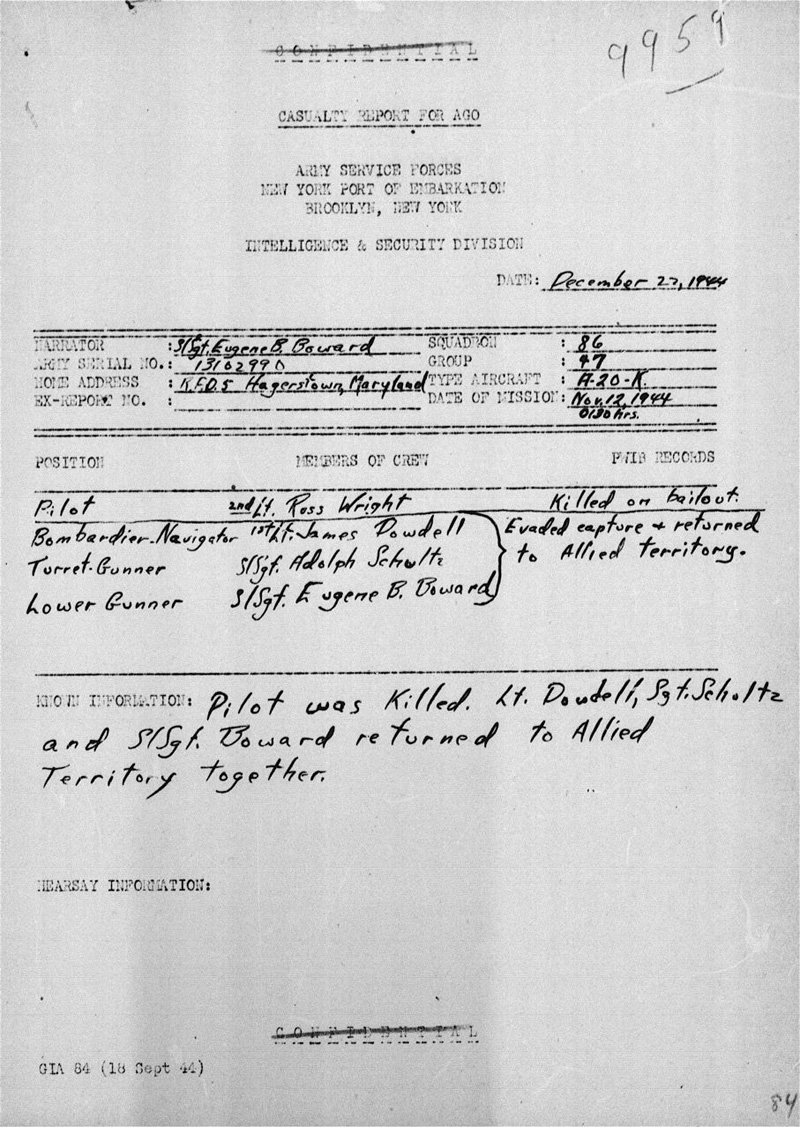 CONFIDENTIAL
9959
CASUALTY REPORT FOR AGO
ARMY SERVICE FORCES
NEW YORK PORT OF EMBARKATION
BROOKLYN, NEW YORK
INTELLIGENCE & SECURITY DIVISION
DATE: December 27, 1944
NARRATOR : S/Sgt. Eugene B. Boward SQUADRON : 86
ARMY SERIAL NO.: 13102990 GROUP : 47
HOME ADDRESS : R.F.D.5 Hagerstown, Maryland TYPE AIRCRAFT : A-20-K.
EX-REPORT NO. : DATE OF MISSION: Nov. 12, 1944
0130 hrs.
POSITION MEMBERS OF CREW PWIB RECORDS
Pilot 2nd Lt. Ross Wright Killed on bailout.
Bombardier-Navigator 1st Lt. James Dowdell Evaded capture + returned
Turret-Gunner S/Sgt. Adolph Scholtz to Allied Territory.
Lower Gunner S/Sgt. Eugene B. Boward
KNOWN INFORMATION: Pilot was Killed. Lt. Dowdell, Sgt. Scholtz
and S/Sgt. Boward returned to Allied
Territory together.
HEARSAY INFORMATION:
CONFIDENTIAL
GIA 84 (18 Sept 44)
84